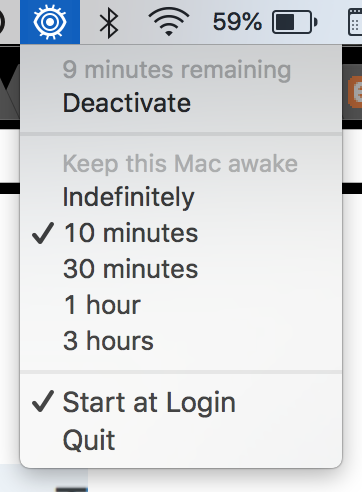 59%
9 minutes remaining
Deactivate
Keep this Mac awake
Indefinitely
10 minutes
30 minutes
1 hour
3 hours
Start at Login
Quit